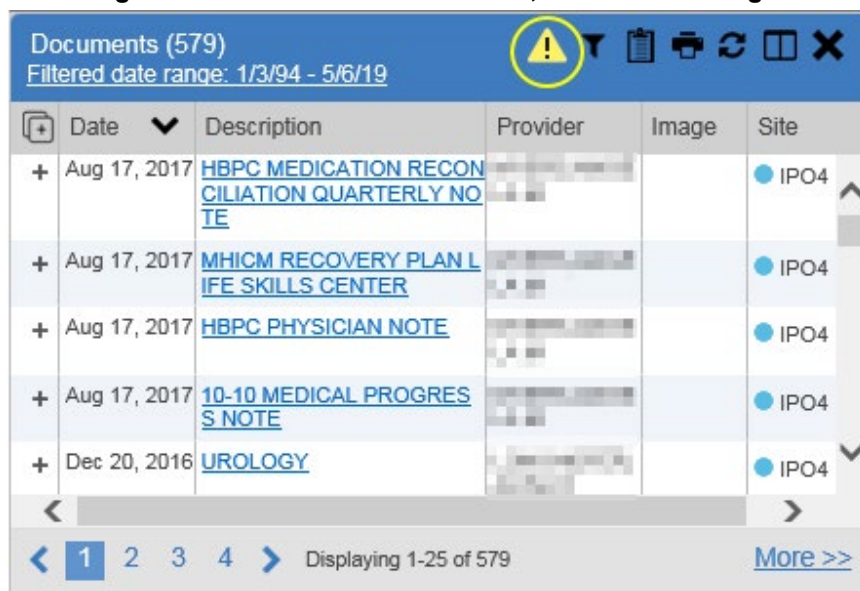 Documents (579)
Filtered date range: 1/3/94 - 5/6/19
Date Description Provider Image Site
Aug 17, 2017 HBPC MEDICATION RECON IPO4
CILIATION QUARTERLY NO
TE
Aug 17, 2017 MHICM RECOVERY PLAN L IPO4
IFE SKILLS CENTER
Aug 17, 2017 HBPC PHYSICIAN NOTE IPO4
Aug 17, 2017 10-10 MEDICAL PROGRES IPO4
S NOTE
Dec 20, 2016 UROLOGY IPO4
1 2 3 4 Displaying 1-25 of 579 More >>